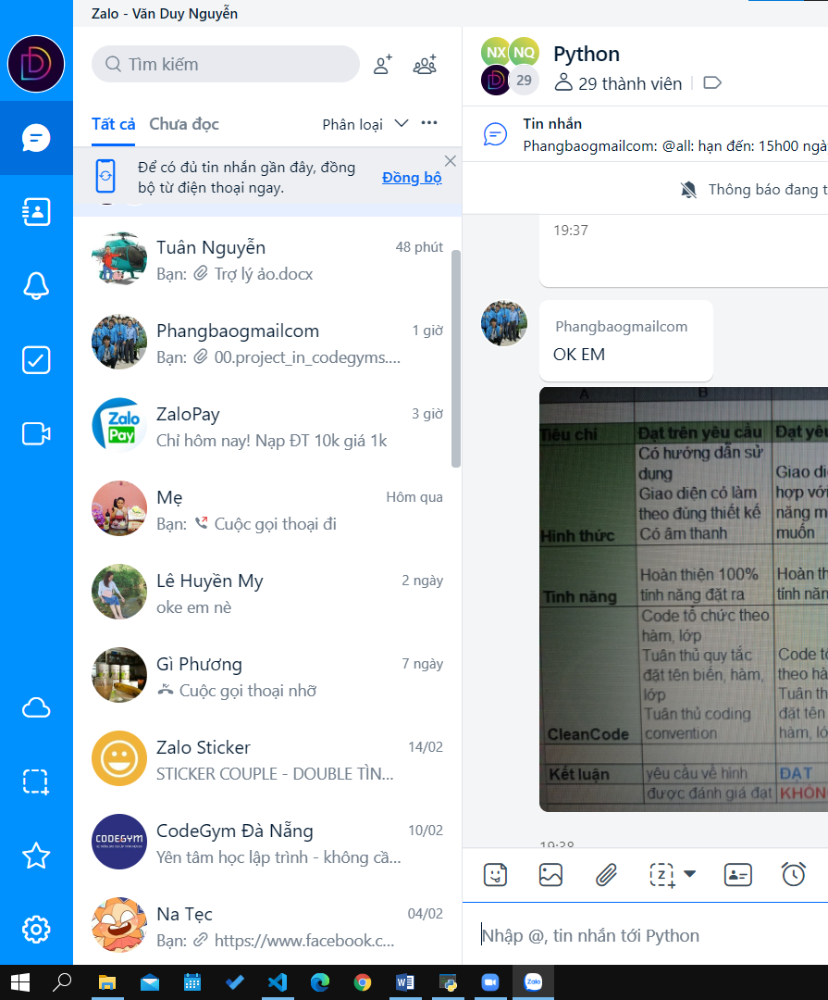 Zalo - Văn Duy Nguyễn
Tìm kiếm
Tất cả Chưa đọc Phân loại
Để có đủ tin nhắn gần đây, đồng
bộ từ điện thoại ngay.
Đồng bộ
Tuân Nguyễn 48 phút
Bạn: Trợ lý ảo.docx
Phangbaogmailcom 1 giờ
Bạn: 00.project_in_codegyms....
Zalo
Pay
ZaloPay 3 giờ
Chỉ hôm nay! Nạp ĐT 10k giá 1k
Mẹ Hôm qua
Bạn: Cuộc gọi thoại đi
Lê Huyền My 2 ngày
oke em nè
Gì Phương 7 ngày
Cuộc gọi thoại nhỡ
Zalo Sticker 14/02
STICKER COUPLE - DOUBLE TÌN...
CODEGYM
CodeGym Đà Nẵng 10/02
Yên tâm học lập trình - không cầ...
Na Tẹc 04/02
Bạn: https://www.facebook.c...
NX NQ
29
Python
29 thành viên
Tin nhắn
Phangbaogmailcom: @all: hạn đến: 15h00 ngà
Thông báo đang t
19:37
Phangbaogmailcom
OK EM
A B
Tiêu chí Đạt trên yêu cầu Đạt yêu
Có hướng dẫn sử
dụng
Giao diện có làm
theo đúng thiết kế
Có âm thanh
Hình thức
Giao di
hợp với
năng m
muốn
Hoàn thiện 100%
tính năng đặt ra
Tính năng
Hoàn th
tính năn
Code tổ chức theo
hàm, lớp
Tuân thủ quy tắc
đặt tên biến, hàm,
lớp
Tuân thủ coding
convention
CleanCode
Code tổ
theo hà
Tuân th
đặt tên
hàm, lớ
Kết luận yêu cầu về hình ĐẠT
được đánh giá đạt KHÔNG
19:38
Nhập @, tin nhắn tới Python
Zalo